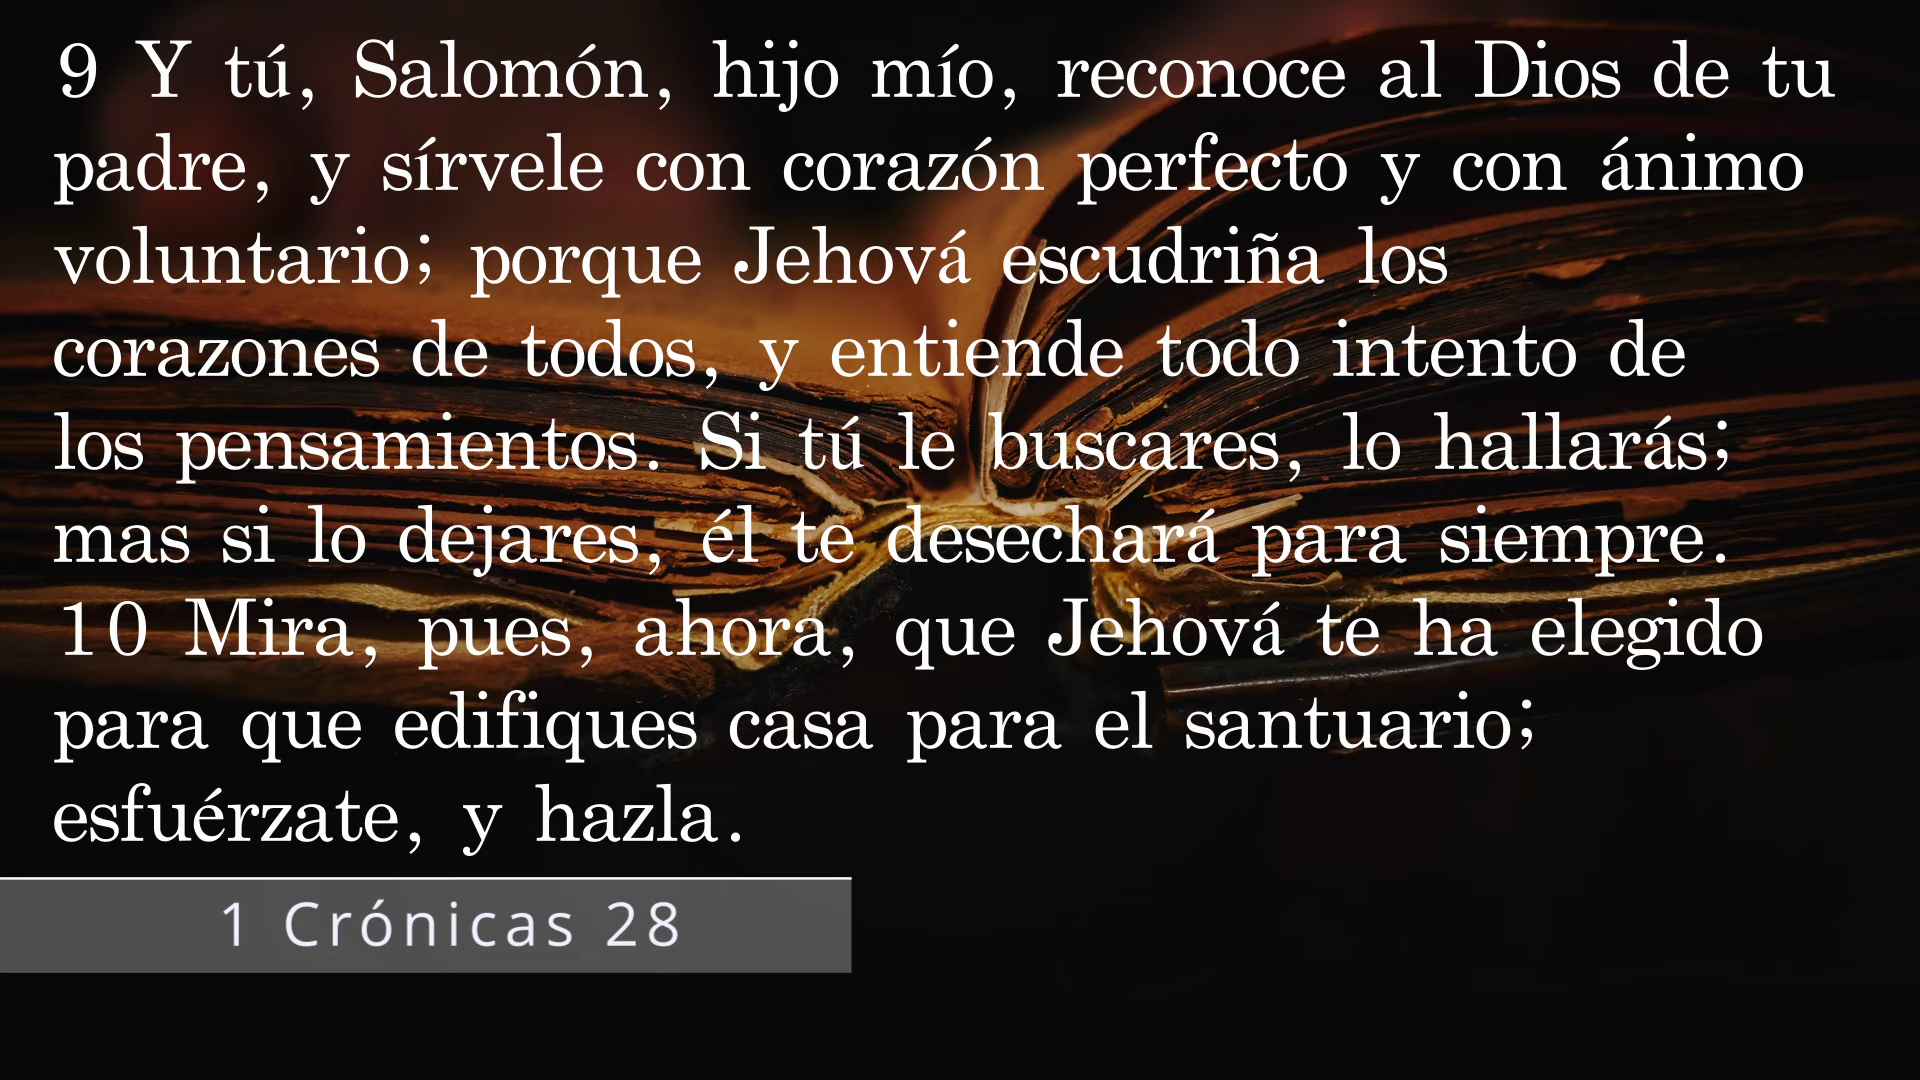 9 Y tú, Salomón, hijo mío, reconoce al Dios de tu
padre, y sírvele con corazón perfecto y con ánimo
voluntario; porque Jehová escudriña los
corazones de todos, y entiende todo intento de
los pensamientos. Si tú le buscares, lo hallarás;
mas si lo dejares, él te desechará para siempre.
10 Mira, pues, ahora, que Jehová te ha elegido
para que edifiques casa para el santuario;
esfuérzate, y hazla.
1 Crónicas 28